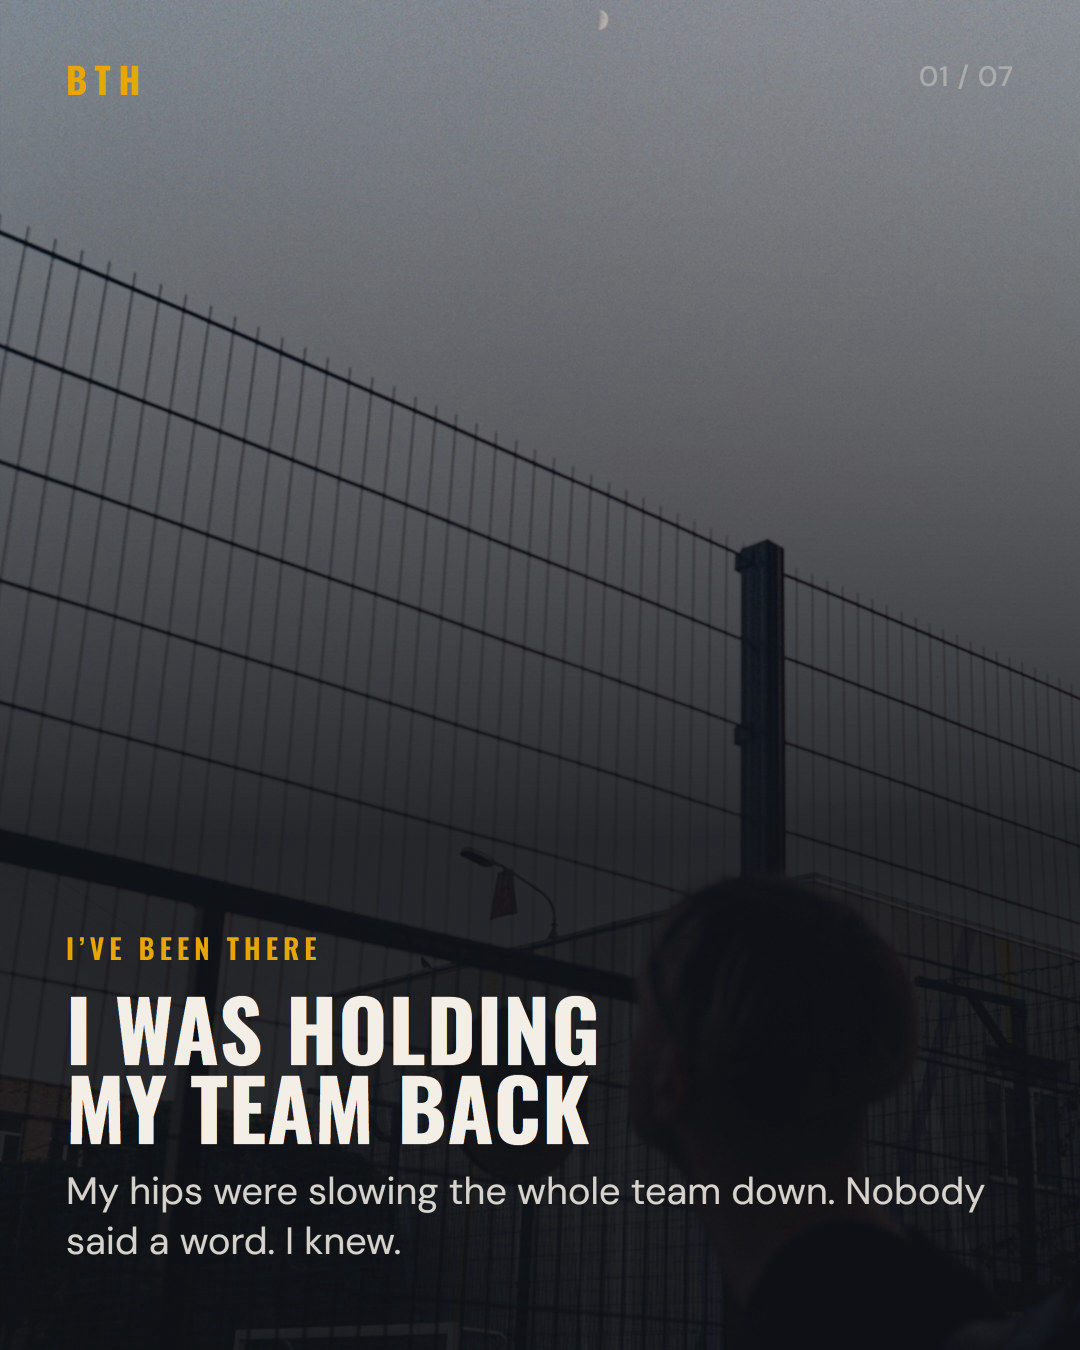 BTH
01 / 07
I’VE BEEN THERE
I WAS HOLDING
MY TEAM BACK
My hips were slowing the whole team down. Nobody
said a word. I knew.